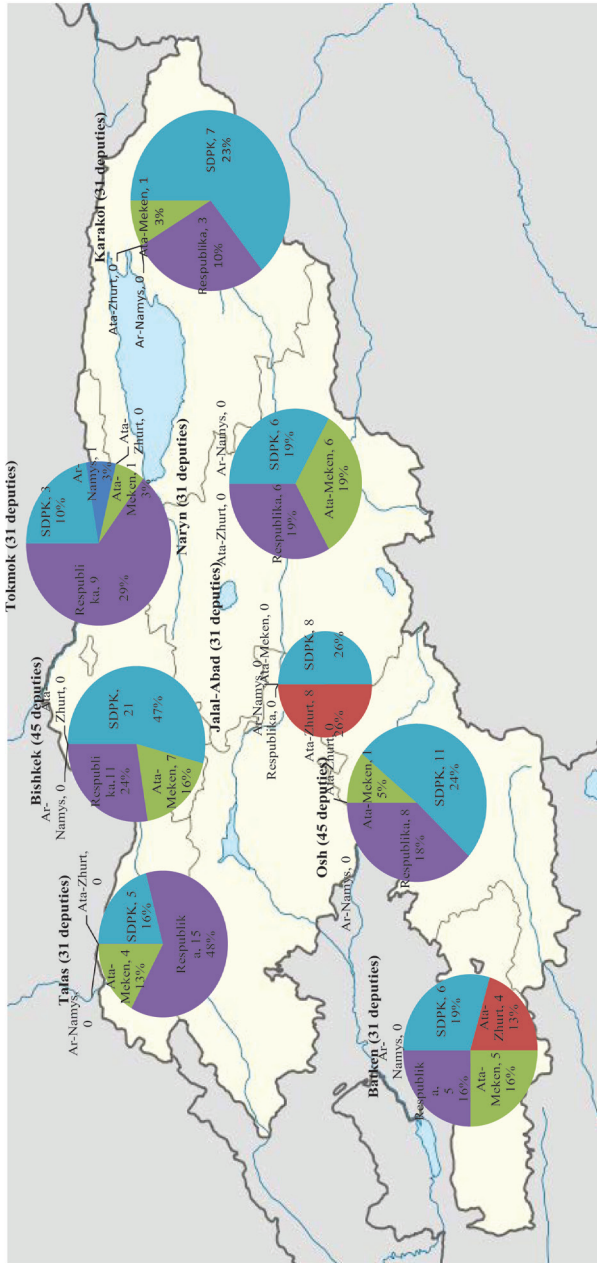 Tokmok (31 deputies)
SDPK, 3
10%
Ar-
Namys, 1
3%
Ata-
Meken, 1
3%
Ata-
Zhurt, 0
Respubli
ka, 9
29%
Karakol (31 deputies)
SDPK, 7
23%
Respublika, 3
10%
Ata-Meken, 1
3%
Ata-Zhurt, 0
Ar-Namys, 0
Bishkek (45 deputies)
Ar-
Namys, 0
Ata-
Zhurt, 0
SDPK,
21
47%
Ata-
Meken, 7
16%
Respubli
ka,11
24%
Talas (31 deputies)
Ar-Namys,
0
Ata-Zhurt,
0
SDPK, 5
16%
Respublik
a, 15
48%
Ata-
Meken, 4
13%
Naryn (31 deputies)
Ata-Zhurt, 0
Ar-Namys, 0
SDPK, 6
19%
Ata-Meken, 6
19%
Respublika, 6
19%
Jalal-Abad (31 deputies)
Ar-Namys, 0
Respublika, 0
Ata-Meken, 0
SDPK, 8
26%
Ata-Zhurt, 8
26%
Osh (45 deputies)
Ar-Namys, 0
Ata-Zhurt, 0
Ata-Meken, 1
5%
SDPK, 11
24%
Respublika, 8
18%
Batken (31 deputies)
Ar-
Namys, 0
SDPK, 6
19%
Ata-
Zhurt, 4
13%
Ata-
Meken, 5
16%
Respublik
a, 5
16%